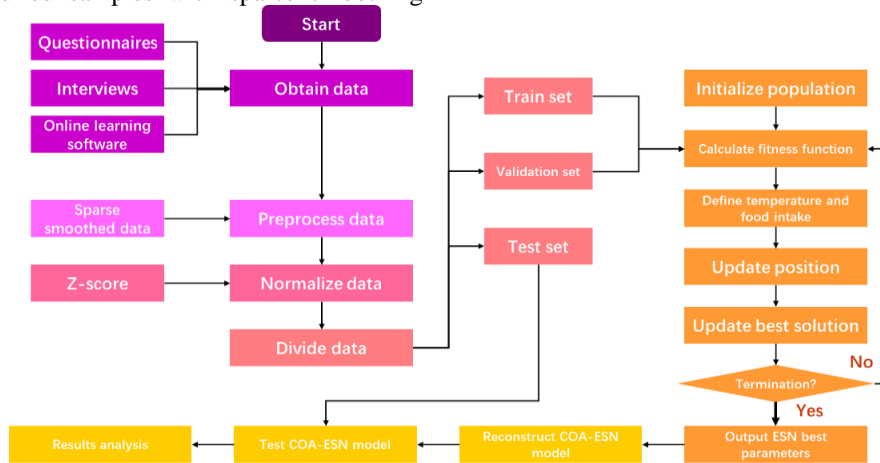 Start
Questionnaires
Interviews
Online learning
software
Obtain data
Sparse
smoothed data
Preprocess data
Z-score
Normalize data
Divide data
Train set
Validation set
Test set
Initialize population
Calculate fitness function
Define temperature and
food intake
Update position
Update best solution
Termination?
No
Yes
Output ESN best
parameters
Reconstruct COA-ESN
model
Test COA-ESN model
Results analysis